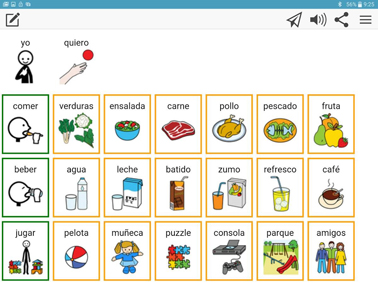 56% 9:25
yo quiero
comer verduras ensalada carne pollo pescado fruta
beber agua leche batido zumo refresco café
jugar pelota muñeca puzzle consola parque amigos